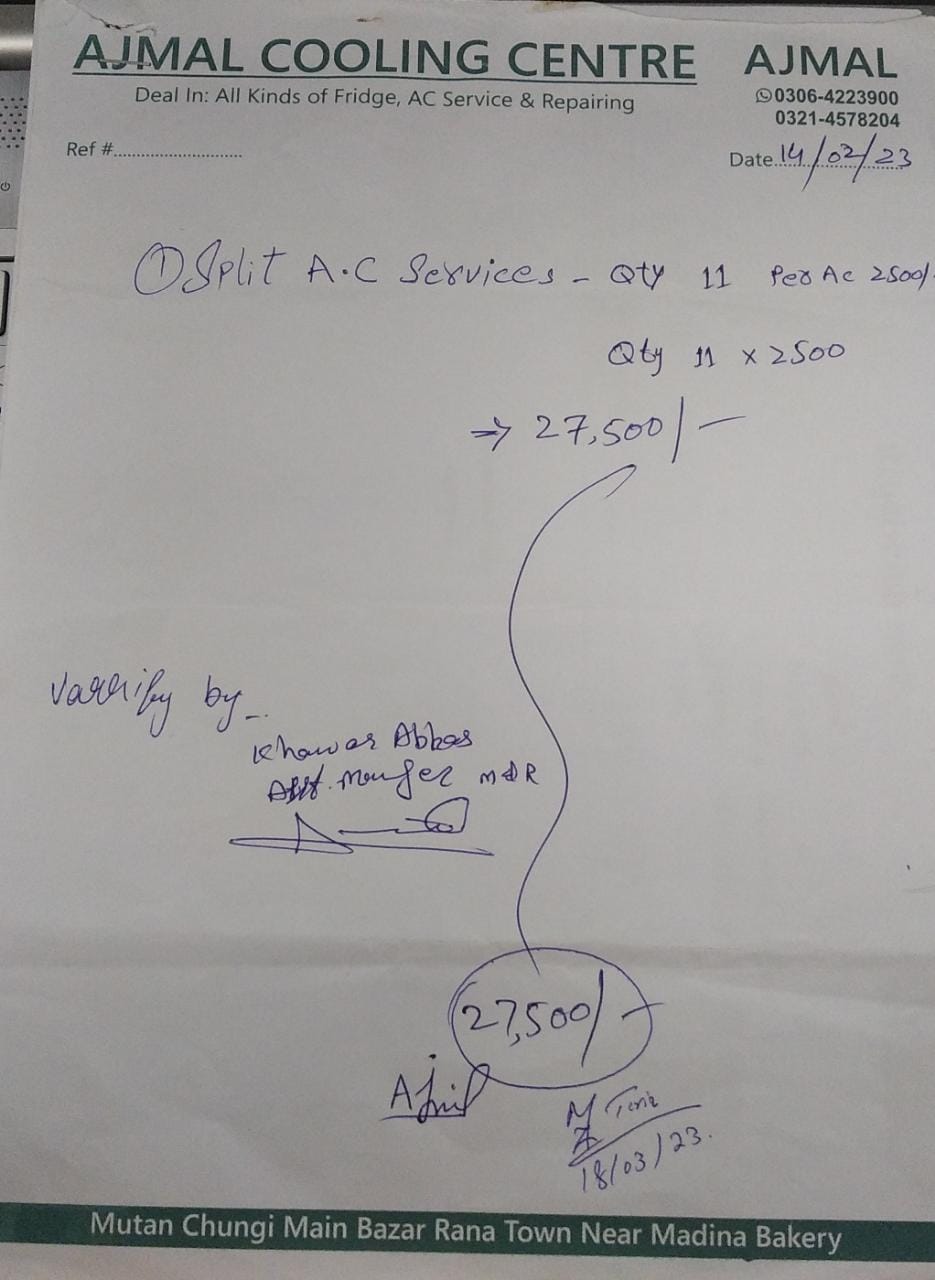 AJMAL COOLING CENTRE
AJMAL
Deal In: All Kinds of Fridge, AC Service & Repairing
0306-4223900
0321-4578204
Ref #...........................
Date..14/02/23
① Split A.C Services - Qty 11 Per Ac 2500/-
Qty 11 x 2500
⇒ 27,500/-
Varrify by
Khawar Abbas
Asst. Manger M&R
27,500/-
18/03/23.
Mutan Chungi Main Bazar Rana Town Near Madina Bakery